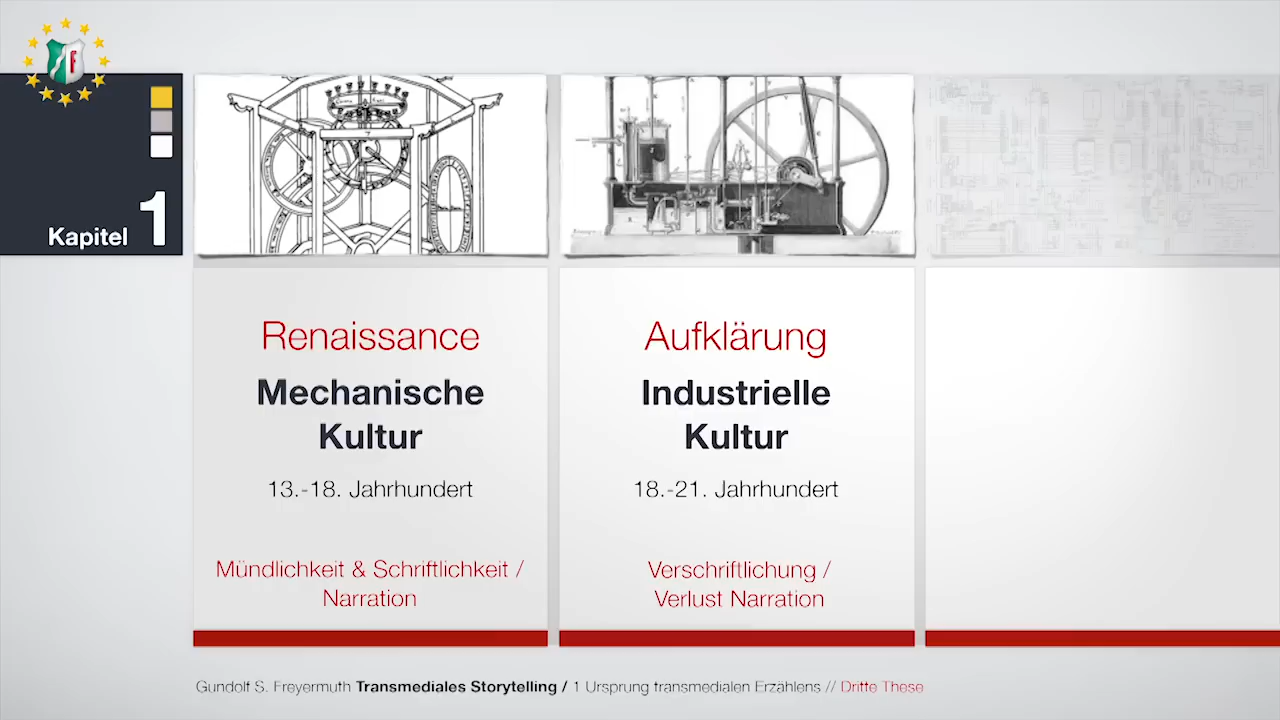 Kapitel 1
Renaissance
Mechanische
Kultur
13.-18. Jahrhundert
Mündlichkeit & Schriftlichkeit /
Narration
Aufklärung
Industrielle
Kultur
18.-21. Jahrhundert
Verschriftlichung /
Verlust Narration
Gundolf S. Freyermuth Transmediales Storytelling / 1 Ursprung transmedialen Erzählens // Dritte These